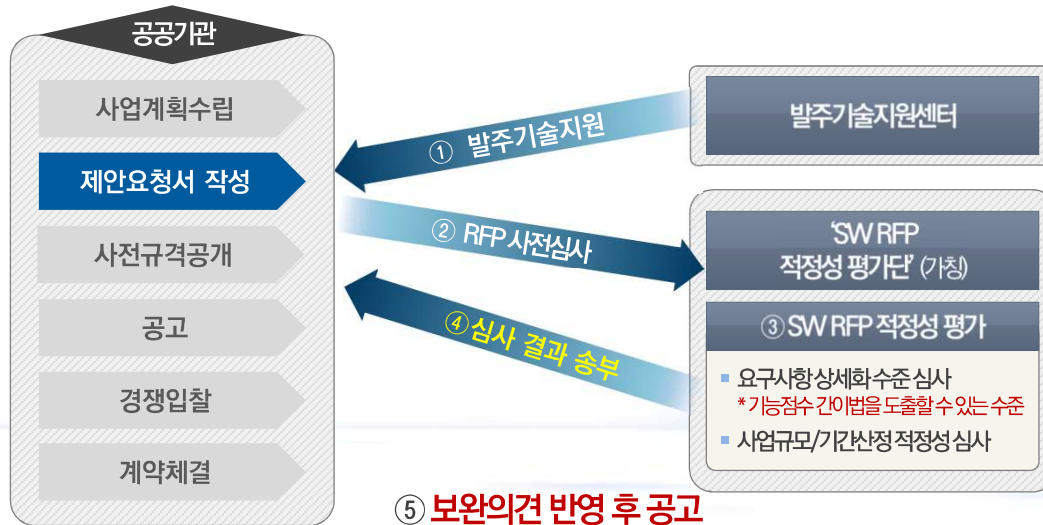 공공기관
사업계획수립
제안요청서 작성
사전규격공개
공고
경쟁입찰
계약체결
① 발주기술지원
② RFP 사전심사
④ 심사 결과 송부
발주기술지원센터
‘SW RFP
적정성 평가단’ (가칭)
③ SW RFP 적정성 평가
▪ 요구사항 상세화 수준 심사
* 기능점수 간이법을 도출할 수 있는 수준
▪ 사업규모/기간산정 적정성 심사
⑤ 보완의견 반영 후 공고